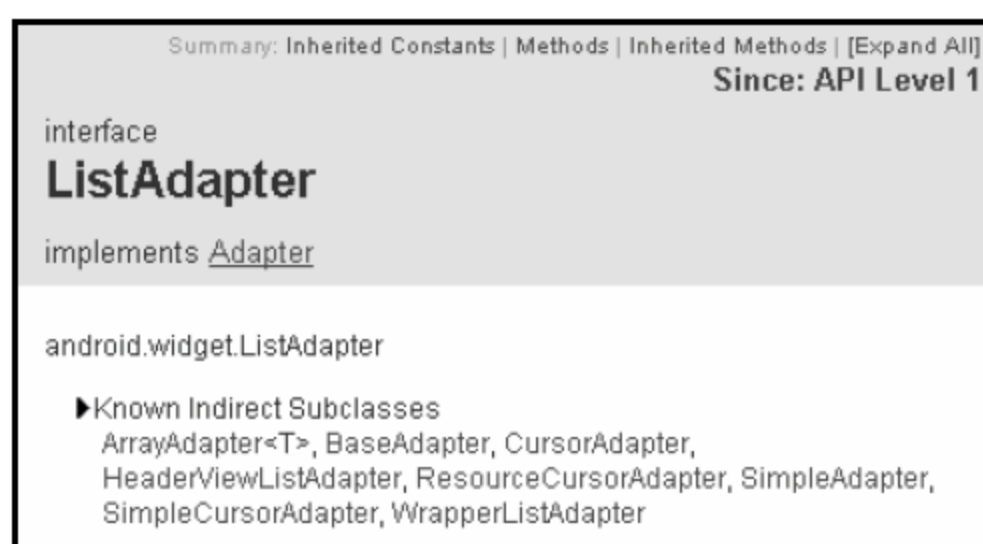 Summary: Inherited Constants | Methods | Inherited Methods | [Expand All]
Since: API Level 1
interface
ListAdapter
implements Adapter
android.widget.ListAdapter
Known Indirect Subclasses
ArrayAdapter<T>, BaseAdapter, CursorAdapter,
HeaderViewListAdapter, ResourceCursorAdapter, SimpleAdapter,
SimpleCursorAdapter, WrapperListAdapter